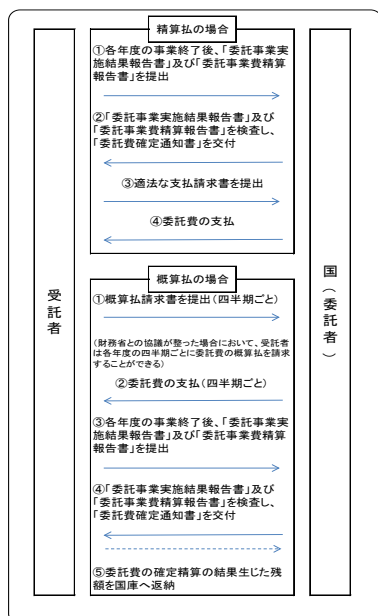 精算払の場合
①各年度の事業終了後、「委託事業実
施結果報告書」及び「委託事業費精算
報告書」を提出
②「委託事業実施結果報告書」及び
「委託事業費精算報告書」を検査し、
「委託費確定通知書」を交付
③適法な支払請求書を提出
④委託費の支払
受託者
国（委託者）
概算払の場合
①概算払請求書を提出（四半期ごと）
（財務省との協議が整った場合において、受託者
は各年度の四半期ごとに委託費の概算払を請求
することができる）
②委託費の支払（四半期ごと）
③各年度の事業終了後、「委託事業実
施結果報告書」及び「委託事業費精算
報告書」を提出
④「委託事業実施結果報告書」及び
「委託事業費精算報告書」を検査し、
「委託費確定通知書」を交付
⑤委託費の確定精算の結果生じた残
額を国庫へ返納